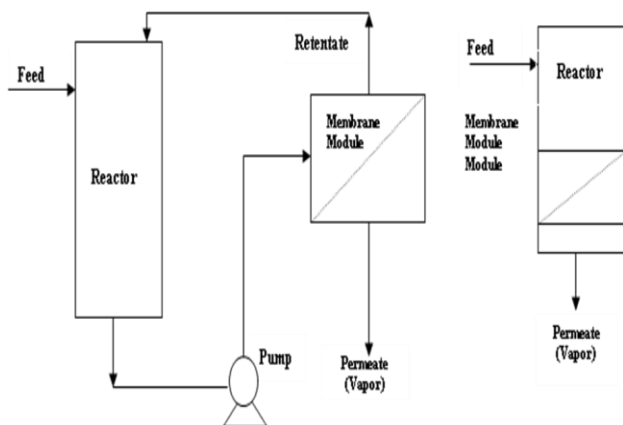 Retentate
Feed
Reactor
Membrane
Module
Pump
Permeate
(Vapor)
Feed
Reactor
Membrane
Module
Module
Permeate
(Vapor)